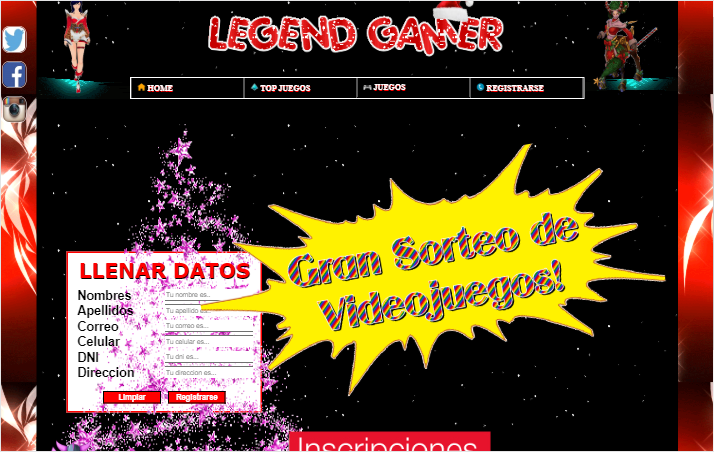 LEGEND GAMER
HOME
TOP JUEGOS
JUEGOS
REGISTRARSE
Gran Sorteo de
Videojuegos!
LLENAR DATOS
Nombres Tu nombre es...
Apellidos Tu apellido es...
Correo Tu correo es...
Celular Tu celular es...
DNI Tu dni es...
Direccion Tu direccion es...
Limpiar Registrarse
Inscripciones